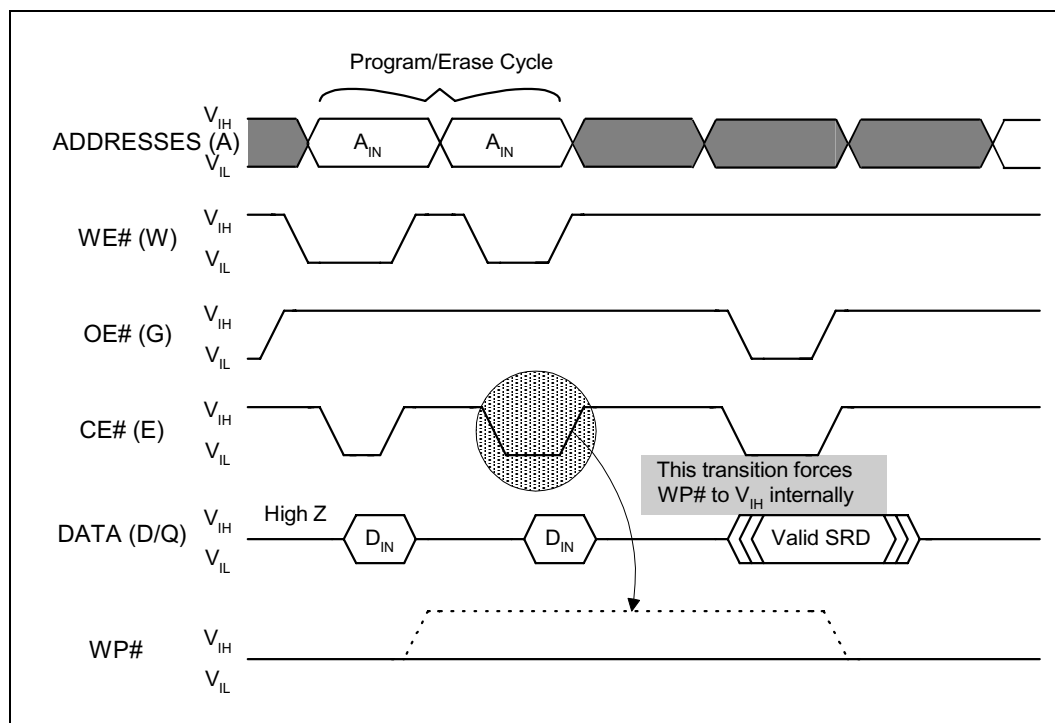 Program/Erase Cycle
ADDRESSES (A)
VIH
VIL
AIN
AIN
WE# (W)
VIH
VIL
OE# (G)
VIH
VIL
CE# (E)
VIH
VIL
This transition forces
WP# to VIH internally
DATA (D/Q)
VIH
VIL
High Z
DIN
DIN
Valid SRD
WP#
VIH
VIL